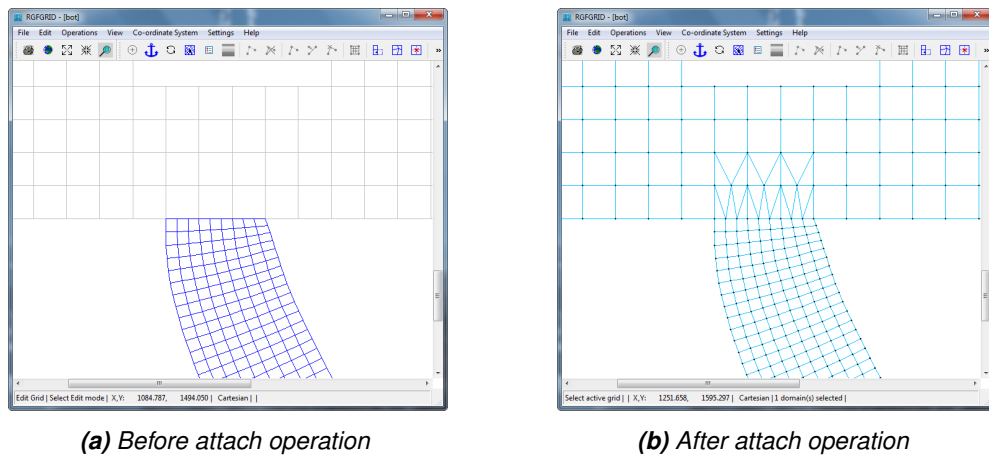 RGFGRID - [bot]
File Edit Operations View Co-ordinate System Settings Help
Edit Grid | Select Edit mode | X,Y: 1084.787, 1494.050 | Cartesian | |
(a) Before attach operation
RGFGRID - [bot]
File Edit Operations View Co-ordinate System Settings Help
Select active grid | | X,Y: 1251.658, 1595.297 | Cartesian | 1 domain(s) selected |
(b) After attach operation